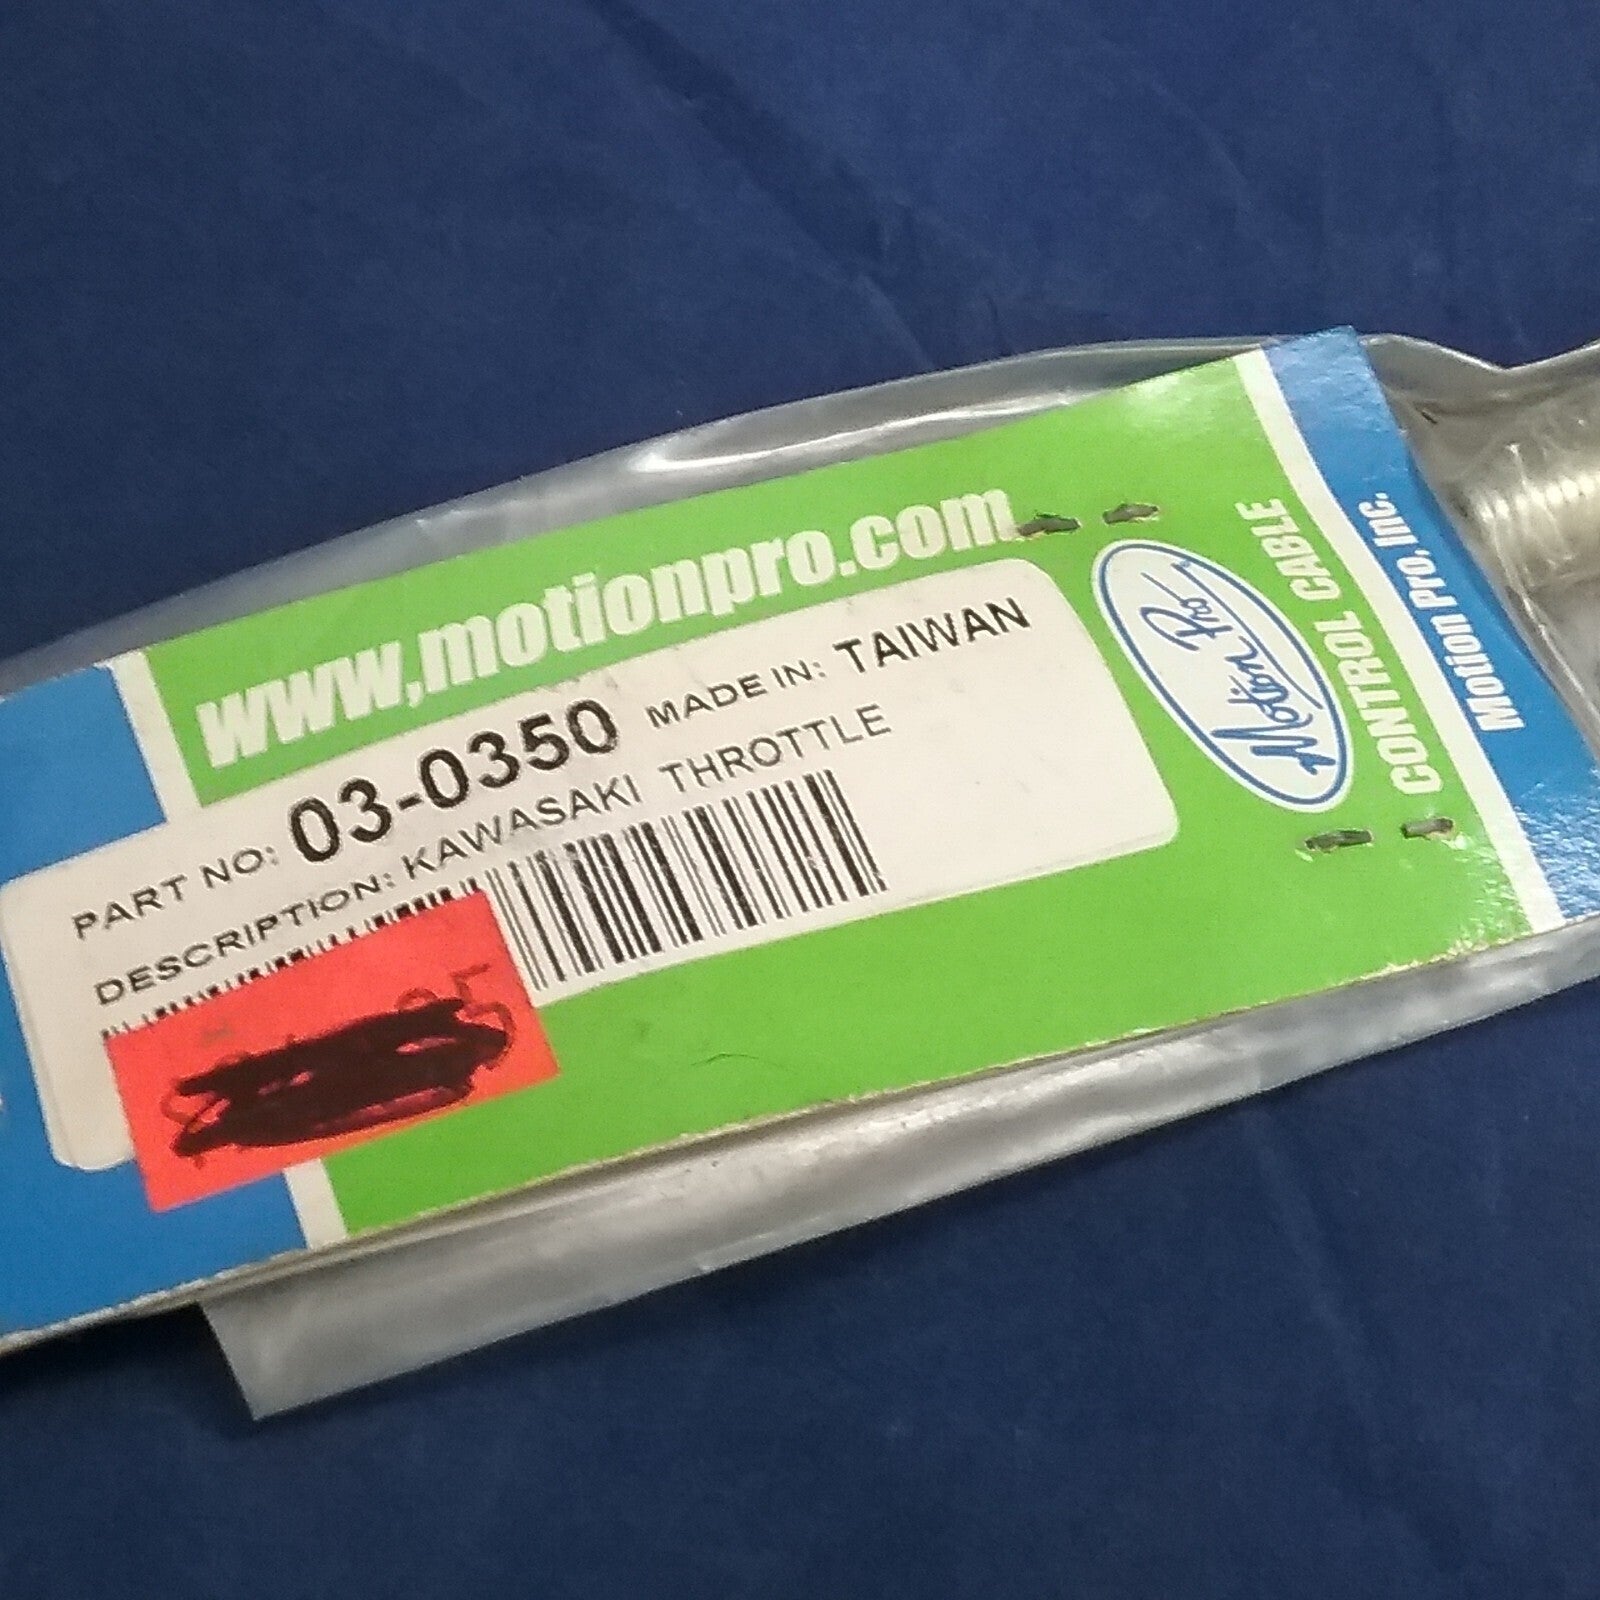 www.motionpro.com
PART NO: 03-0350 MADE IN: TAIWAN
DESCRIPTION: KAWASAKI THROTTLE
Motion Pro
CONTROL CABLE
Motion Pro, Inc.